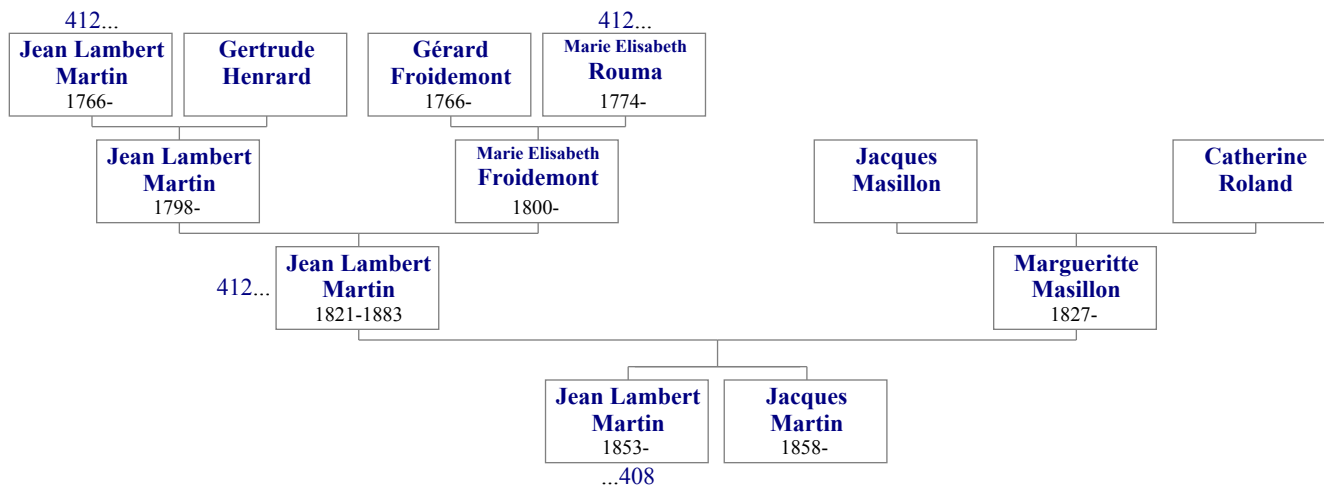 412...
412...
Jean Lambert
Martin
1766-
Gertrude
Henrard
Gérard
Froidemont
1766-
Marie Elisabeth
Rouma
1774-
Jean Lambert
Martin
1798-
Marie Elisabeth
Froidemont
1800-
Jacques
Masillon
Catherine
Roland
412...
Jean Lambert
Martin
1821-1883
Margueritte
Masillon
1827-
Jean Lambert
Martin
1853-
Jacques
Martin
1858-
...408